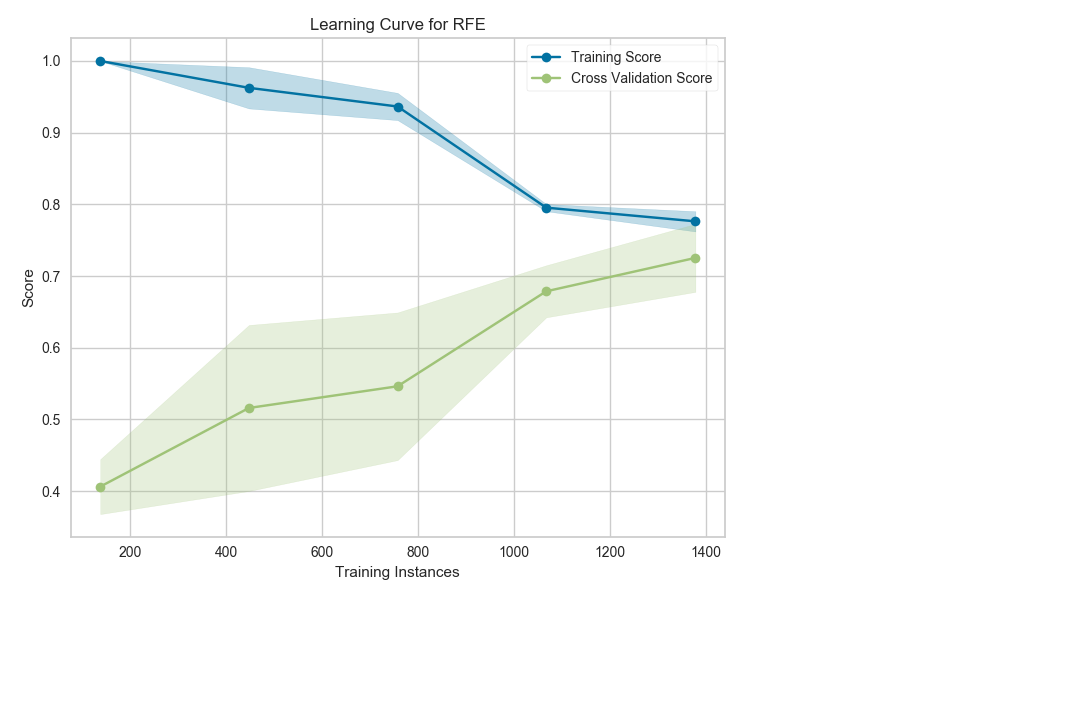 Learning Curve for RFE
Training Score
Cross Validation Score
1.0
0.9
0.8
0.7
0.6
0.5
0.4
Score
200 400 600 800 1000 1200 1400
Training Instances